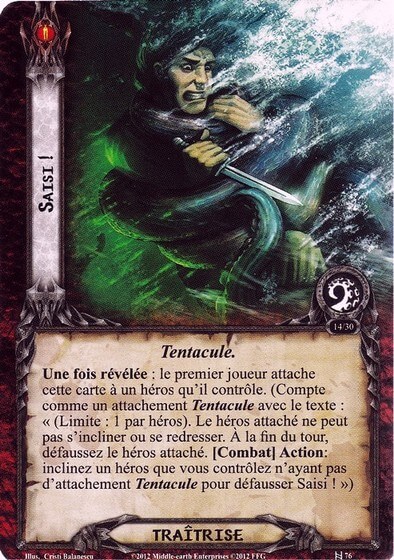 SAISI !
14/30
Tentacule.
Une fois révélée : le premier joueur attache
cette carte à un héros qu'il contrôle. (Compte
comme un attachement Tentacule avec le texte :
« (Limite : 1 par héros). Le héros attaché ne peut
pas s'incliner ou se redresser. À la fin du tour,
défaussez le héros attaché. [Combat] Action:
inclinez un héros que vous contrôlez n'ayant pas
d'attachement Tentacule pour défausser Saisi ! »)
TRAÎTRISE
Illus. Cristi Balanescu ©2012 Middle-earth Enterprises ©2012 FFG 76